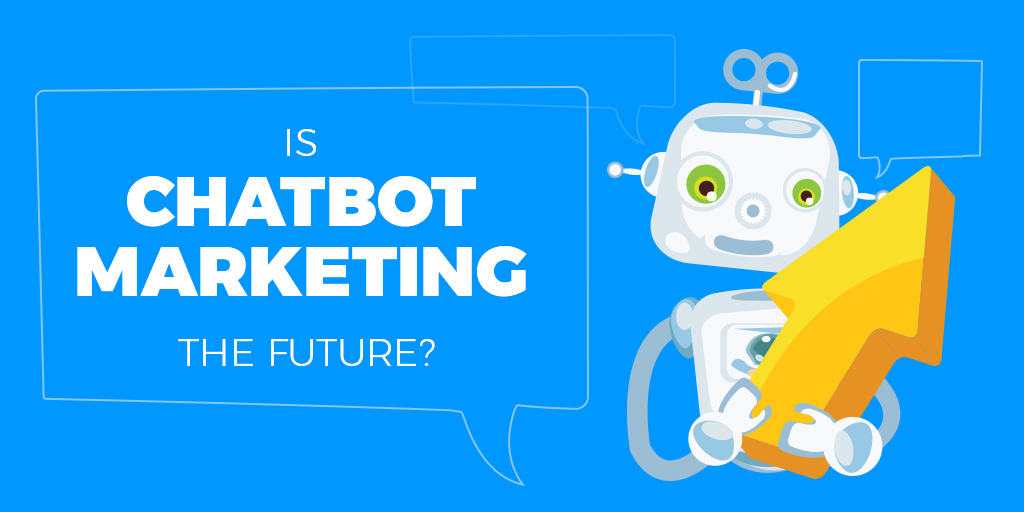 IS
CHATBOT
MARKETING
THE FUTURE?